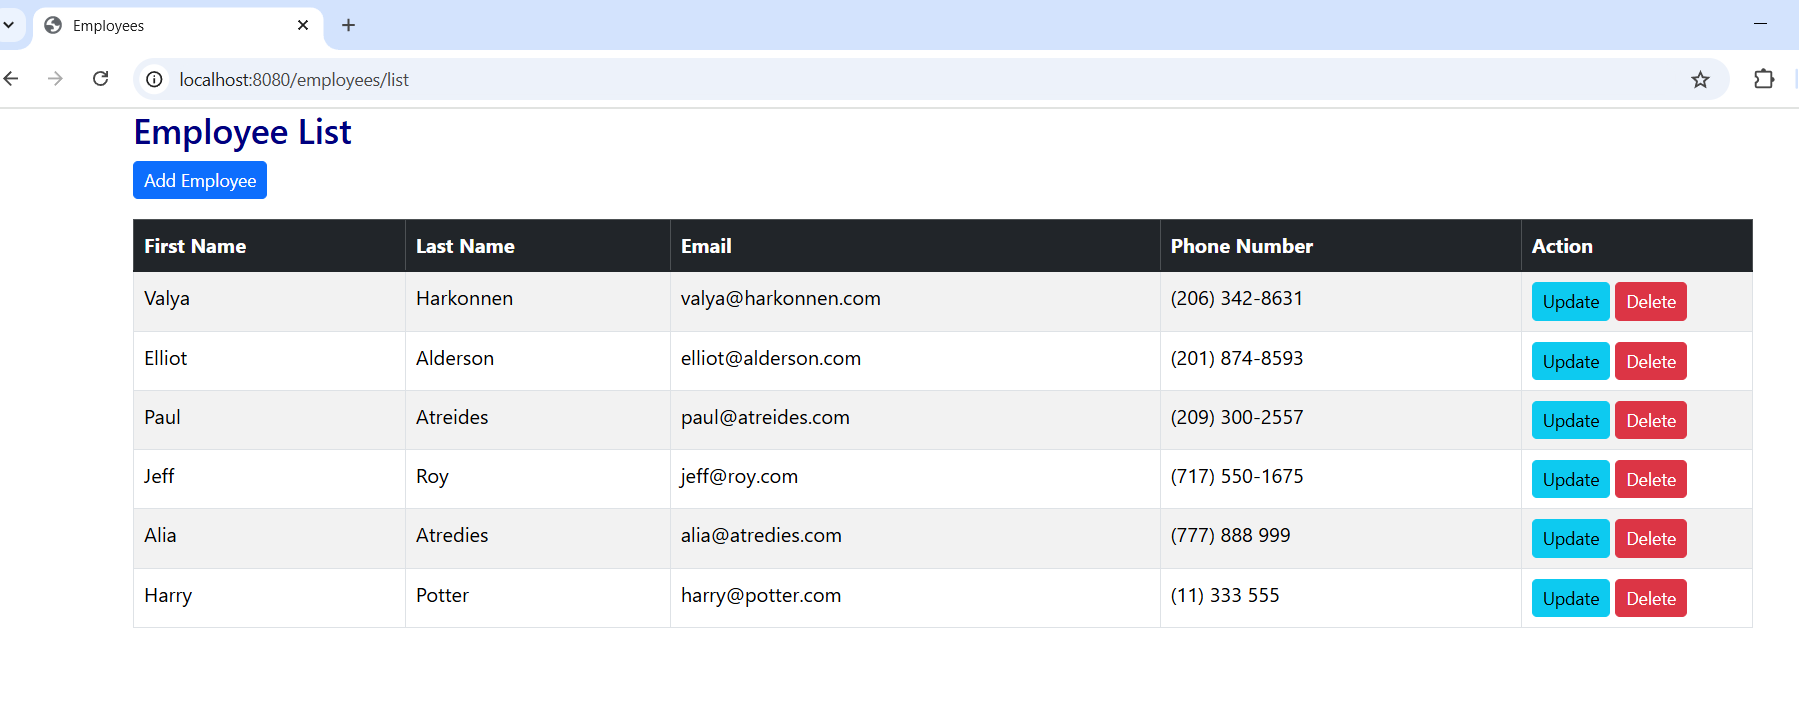 Employees
localhost:8080/employees/list
Employee List
Add Employee
First Name Last Name Email Phone Number Action
Valya Harkonnen valya@harkonnen.com (206) 342-8631 Update Delete
Elliot Alderson elliot@alderson.com (201) 874-8593 Update Delete
Paul Atreides paul@atreides.com (209) 300-2557 Update Delete
Jeff Roy jeff@roy.com (717) 550-1675 Update Delete
Alia Atredies alia@atredies.com (777) 888 999 Update Delete
Harry Potter harry@potter.com (11) 333 555 Update Delete